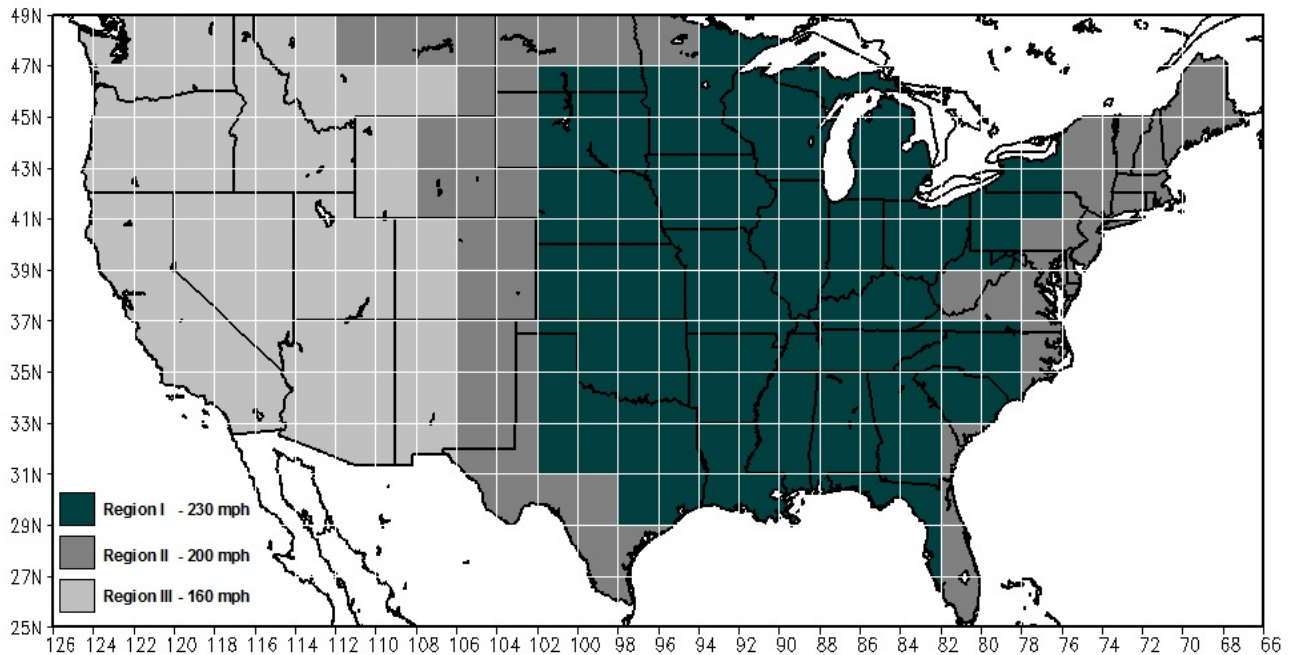 49N
47N
45N
43N
41N
39N
37N
35N
33N
31N
29N
27N
25N
Region I - 230 mph
Region II - 200 mph
Region III - 160 mph
126 124 122 120 118 116 114 112 110 108 106 104 102 100 98 96 94 92 90 88 86 84 82 80 78 76 74 72 70 68 66